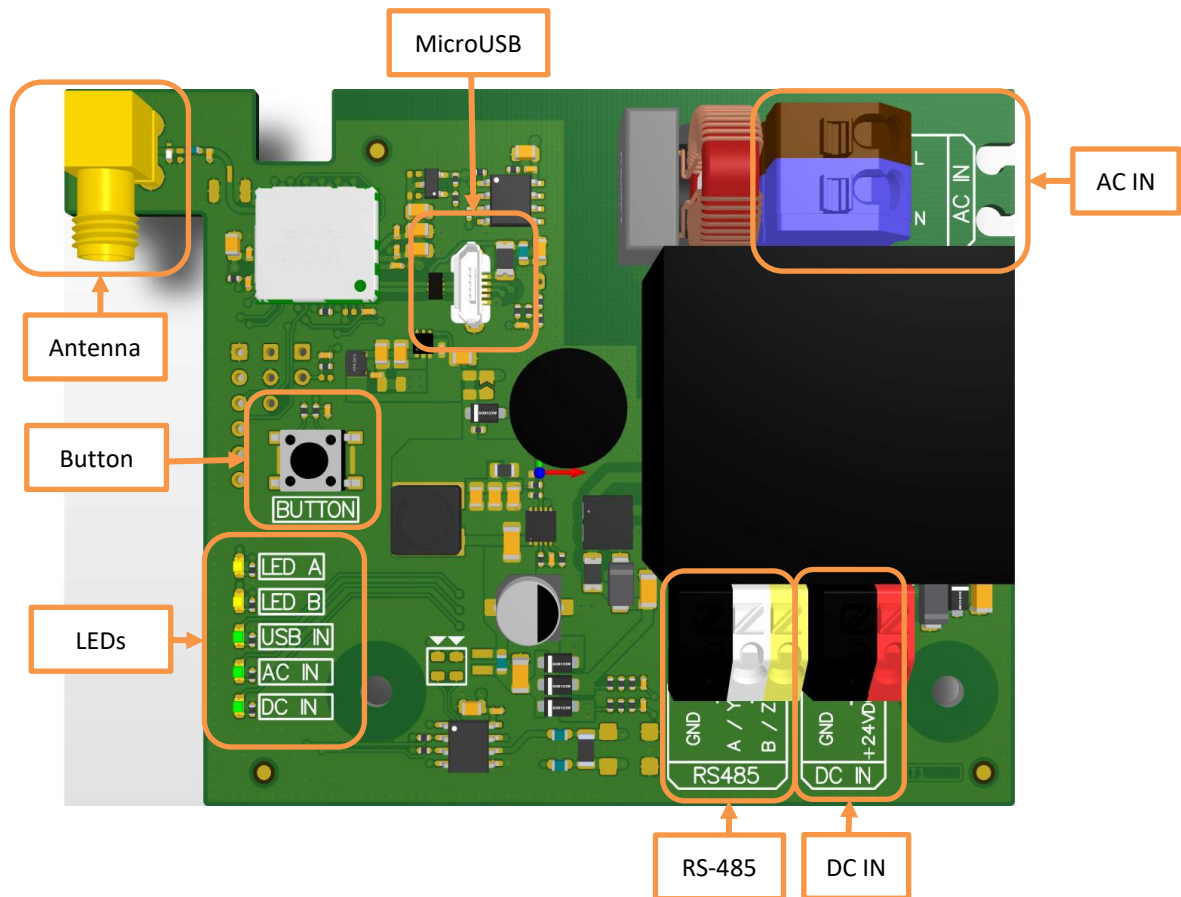 MicroUSB
AC IN
L
N
AC IN
Antenna
Button
BUTTON
LEDs
LED A
LED B
USB IN
AC IN
DC IN
GND
A / Y
B / Z
RS485
GND
+24VD
DC IN
RS-485
DC IN